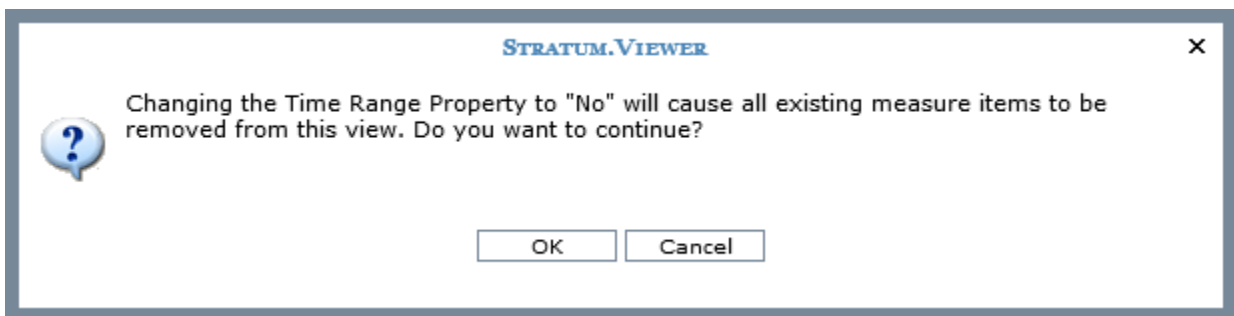 Stratum.Viewer
×
Changing the Time Range Property to "No" will cause all existing measure items to be
removed from this view. Do you want to continue?
?
OK
Cancel